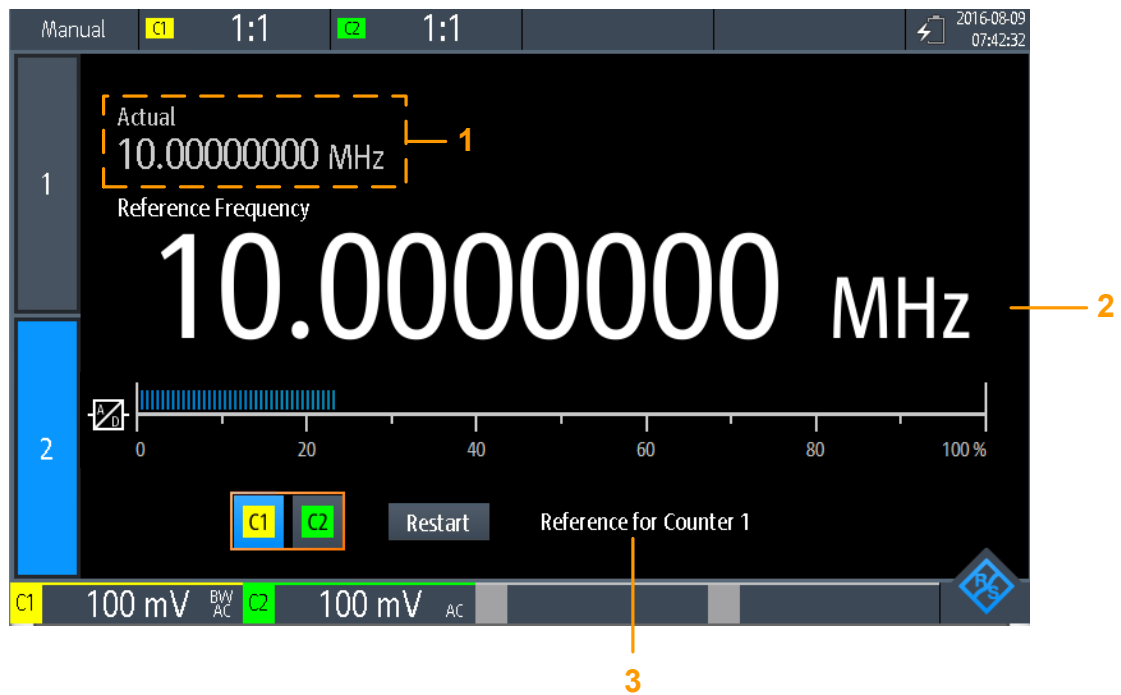 Manual C1 1:1 C2 1:1 2016-08-09
07:42:32
Actual
10.00000000 MHz
1
1
Reference Frequency
10.0000000 MHz
2
A
D
0 20 40 60 80 100 %
2
C1 C2 Restart Reference for Counter 1
C1 100 mV BW AC C2 100 mV AC
R S
3